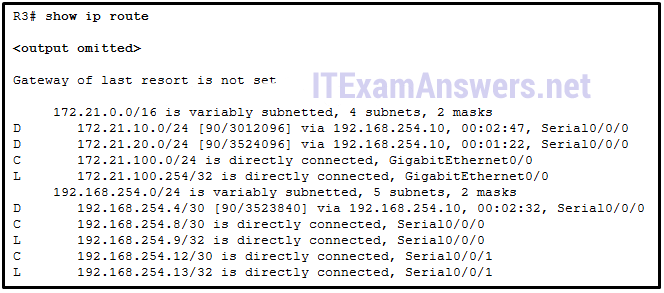 R3# show ip route
<output omitted>
Gateway of last resort is not set
ITExamAnswers.net
172.21.0.0/16 is variably subnetted, 4 subnets, 2 masks
D 172.21.10.0/24 [90/3012096] via 192.168.254.10, 00:02:47, Serial0/0/0
D 172.21.20.0/24 [90/3524096] via 192.168.254.10, 00:01:22, Serial0/0/0
C 172.21.100.0/24 is directly connected, GigabitEthernet0/0
L 172.21.100.254/32 is directly connected, GigabitEthernet0/0
192.168.254.0/24 is variably subnetted, 5 subnets, 2 masks
D 192.168.254.4/30 [90/3523840] via 192.168.254.10, 00:02:32, Serial0/0/0
C 192.168.254.8/30 is directly connected, Serial0/0/0
L 192.168.254.9/32 is directly connected, Serial0/0/0
C 192.168.254.12/30 is directly connected, Serial0/0/1
L 192.168.254.13/32 is directly connected, Serial0/0/1